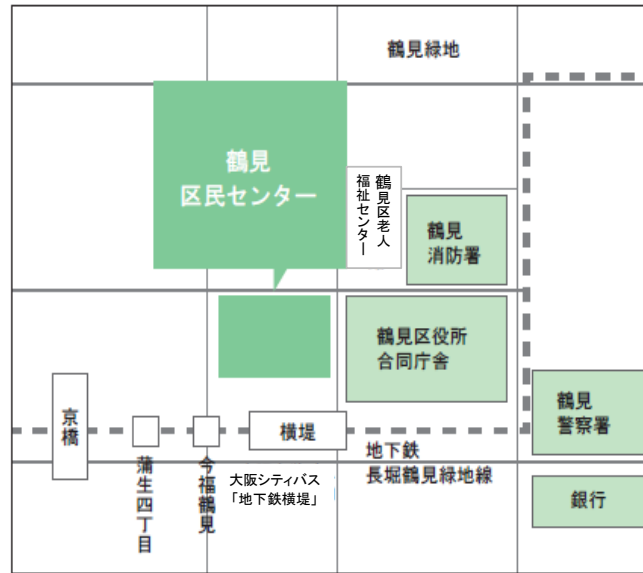 鶴見緑地
鶴見
区民センター
鶴見区老人
福祉センター
鶴見
消防署
鶴見区役所
合同庁舎
鶴見
警察署
京橋
横堤
地下鉄
長堀鶴見緑地線
蒲生四丁目
今福鶴見
大阪シティバス
「地下鉄横堤」
銀行